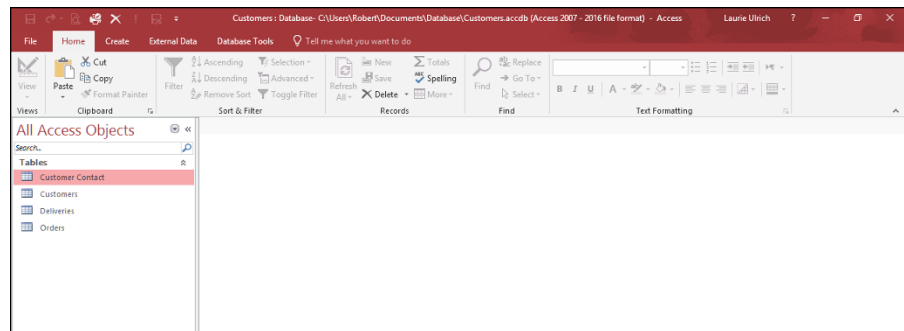 Customers : Database- C:\Users\Robert\Documents\Database\Customers.accdb (Access 2007 - 2016 file format) - Access Laurie Ulrich ?
File Home Create External Data Database Tools Tell me what you want to do
View
Paste
Cut
Copy
Format Painter
Filter
Ascending
Descending
Remove Sort
Selection
Advanced
Toggle Filter
Refresh All
New
Save
Delete
Totals
Spelling
More
Find
Replace
Go To
Select
B I U A
Views Clipboard Sort & Filter Records Find Text Formatting
All Access Objects
Search..
Tables
Customer Contact
Customers
Deliveries
Orders